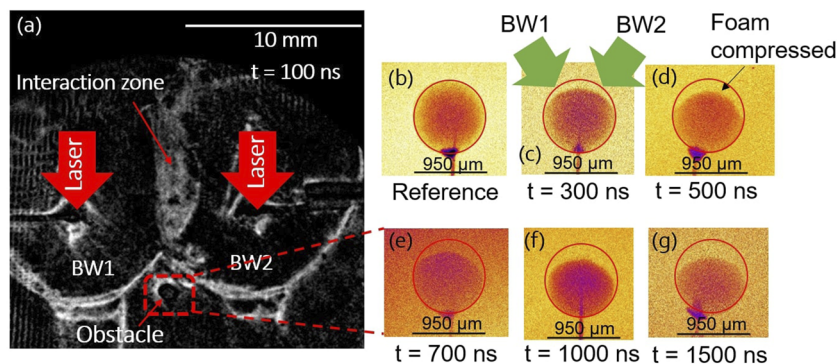 (a)
10 mm
t = 100 ns
Interaction zone
Laser
Laser
BW1
BW2
Obstacle
BW1
BW2
Foam
compressed
(b)
(c)
(d)
950 µm
950 µm
950 µm
Reference
t = 300 ns
t = 500 ns
(e)
(f)
(g)
950 µm
950 µm
950 µm
t = 700 ns
t = 1000 ns
t = 1500 ns